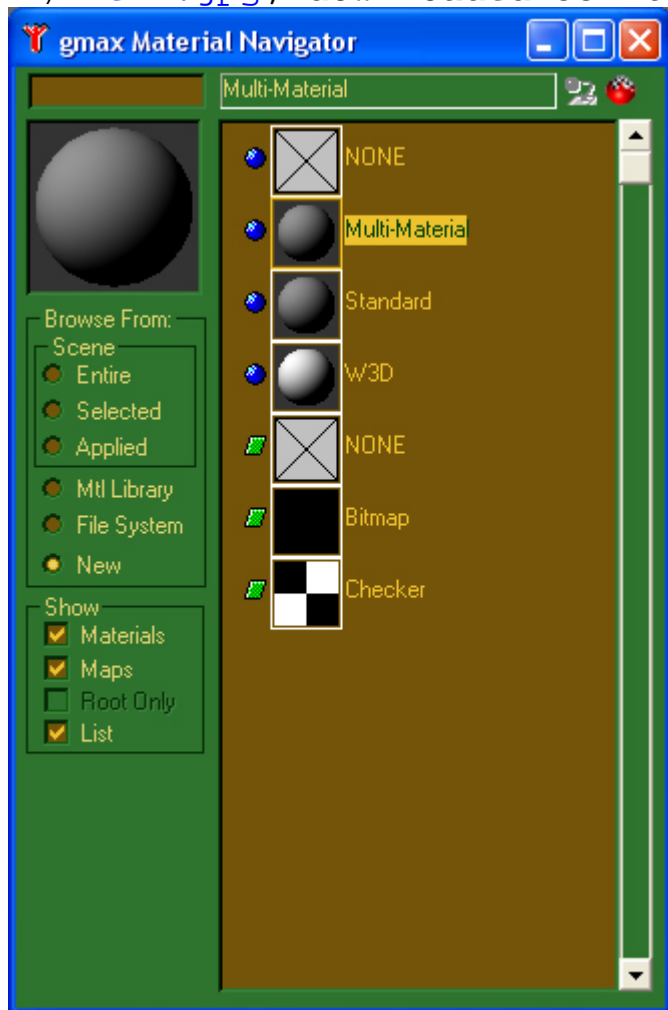 gmax Material Navigator
Multi-Material
NONE
Multi-Material
Standard
W3D
NONE
Bitmap
Checker
Browse From:
Scene
Entire
Selected
Applied
Mtl Library
File System
New
Show
Materials
Maps
Root Only
List